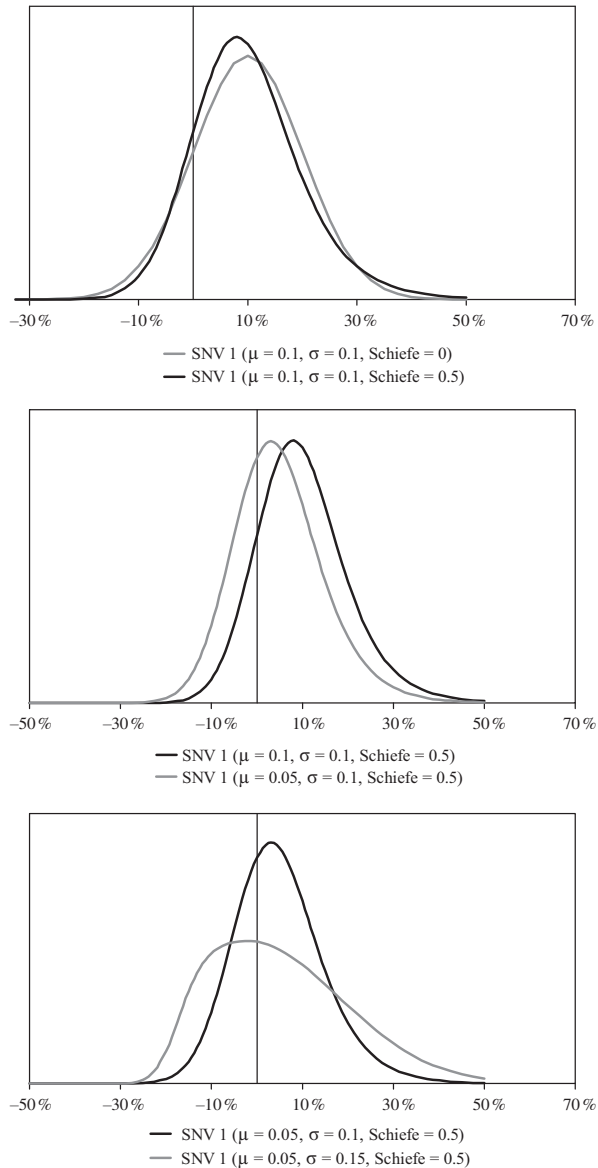 –30% –10% 10% 30% 50% 70%
SNV 1 (μ = 0.1, σ = 0.1, Schiefe = 0)
SNV 1 (μ = 0.1, σ = 0.1, Schiefe = 0.5)
–50% –30% –10% 10% 30% 50% 70%
SNV 1 (μ = 0.1, σ = 0.1, Schiefe = 0.5)
SNV 1 (μ = 0.05, σ = 0.1, Schiefe = 0.5)
–50% –30% –10% 10% 30% 50% 70%
SNV 1 (μ = 0.05, σ = 0.1, Schiefe = 0.5)
SNV 1 (μ = 0.05, σ = 0.15, Schiefe = 0.5)